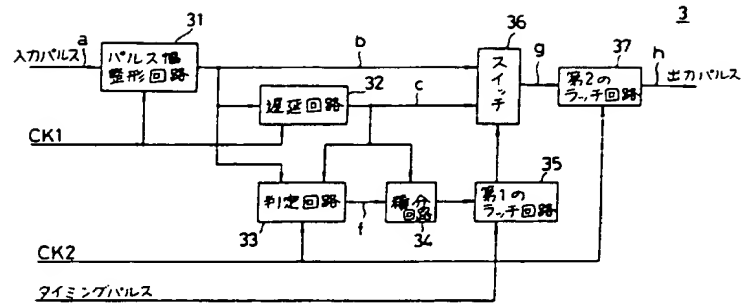 3
31
入力パルス
a
パルス幅
整形回路
b
36
スイッチ
g
37
第2の
ラッチ回路
h
出力パルス
32
遅延回路
c
CK1
判定回路
33
f
積分
回路
34
35
第1の
ラッチ回路
CK2
タイミングパルス